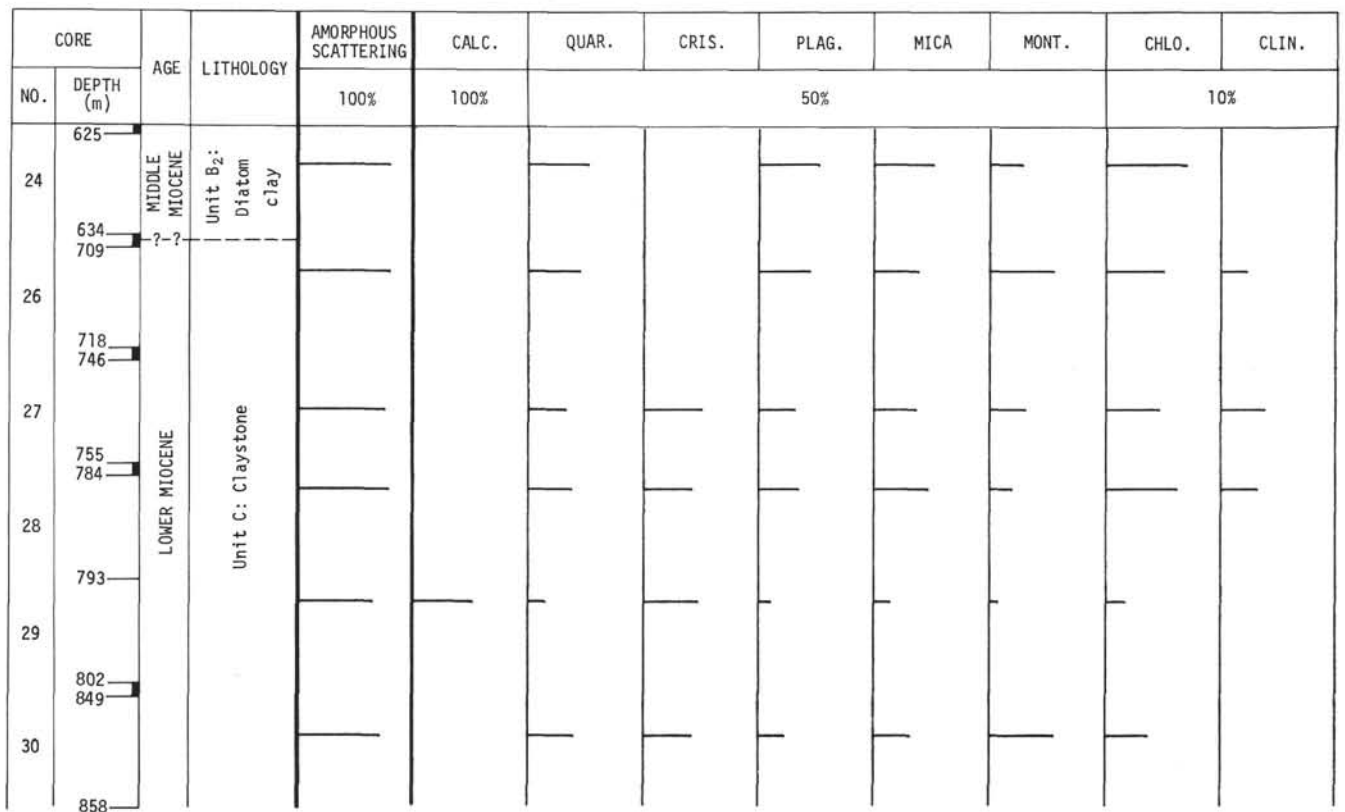 CORE
AGE
LITHOLOGY
AMORPHOUS
SCATTERING
CALC.
QUAR.
CRIS.
PLAG.
MICA
MONT.
CHLO.
CLIN.
NO.
DEPTH
(m)
100%
100%
50%
10%
625
24
MIDDLE
MIOCENE
Unit B₂:
Diatom
clay
634
-?-?-
709
26
718
746
27
LOWER MIOCENE
Unit C: Claystone
755
784
28
793
29
802
849
30
858